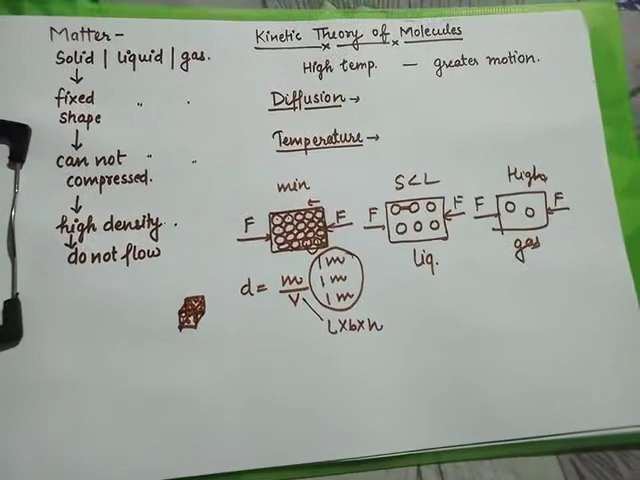 Matter -
Solid | liquid | gas.
↓
fixed " .
shape
↓
can not " "
compressed.
↓
high density . .
↓
do not flow
Kinetic Theory of Molecules
High temp. — greater motion.
Diffusion →
Temperature →
min
F F
S<L
F F
liq.
High
F F
gas
d = m/V
1m
1m
1m
l×b×h